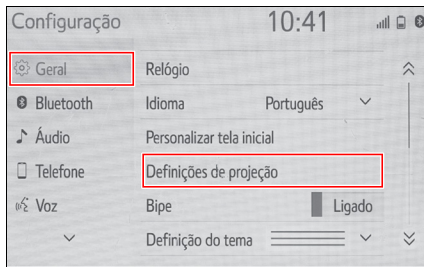 Configuração 10:41
Geral Relógio
Bluetooth Idioma Português
Áudio Personalizar tela inicial
Telefone Definições de projeção
Voz Bipe Ligado
Definição do tema